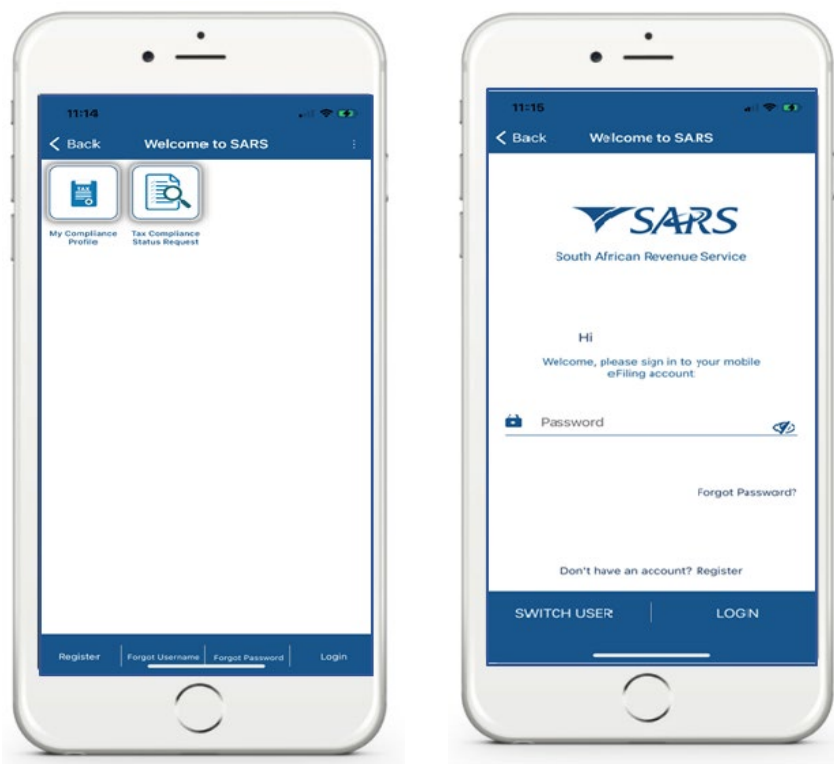 11:14
Back Welcome to SARS
TAX
My Compliance
Profile
Tax Compliance
Status Request
Register Forgot Username Forgot Password Login
11:15
Back Welcome to SARS
SARS
South African Revenue Service
Hi
Welcome, please sign in to your mobile
eFiling account
Password
Forgot Password?
Don't have an account? Register
SWITCH USER LOGIN